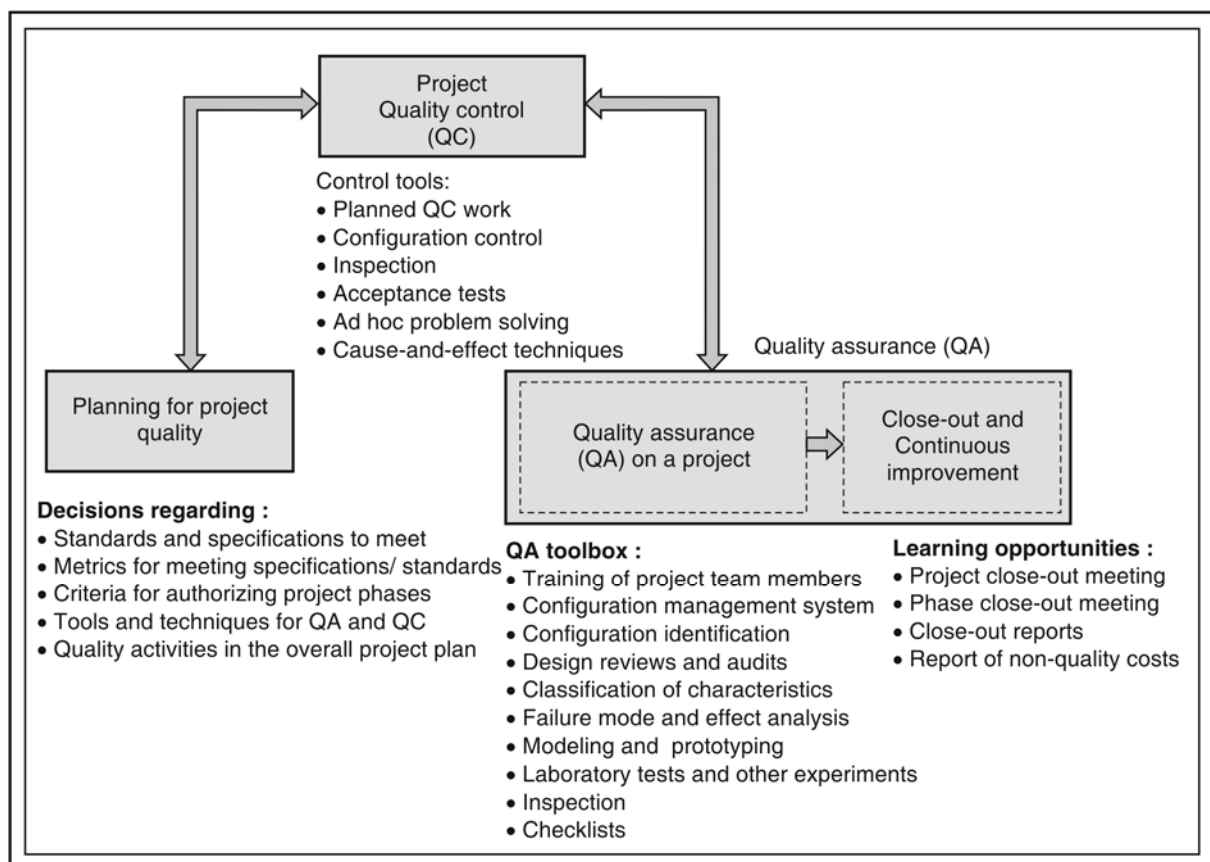 Project
Quality control
(QC)
Control tools:
• Planned QC work
• Configuration control
• Inspection
• Acceptance tests
• Ad hoc problem solving
• Cause-and-effect techniques
Planning for project
quality
Decisions regarding :
• Standards and specifications to meet
• Metrics for meeting specifications/ standards
• Criteria for authorizing project phases
• Tools and techniques for QA and QC
• Quality activities in the overall project plan
Quality assurance (QA)
Quality assurance
(QA) on a project
Close-out and
Continuous
improvement
QA toolbox :
• Training of project team members
• Configuration management system
• Configuration identification
• Design reviews and audits
• Classification of characteristics
• Failure mode and effect analysis
• Modeling and prototyping
• Laboratory tests and other experiments
• Inspection
• Checklists
Learning opportunities :
• Project close-out meeting
• Phase close-out meeting
• Close-out reports
• Report of non-quality costs